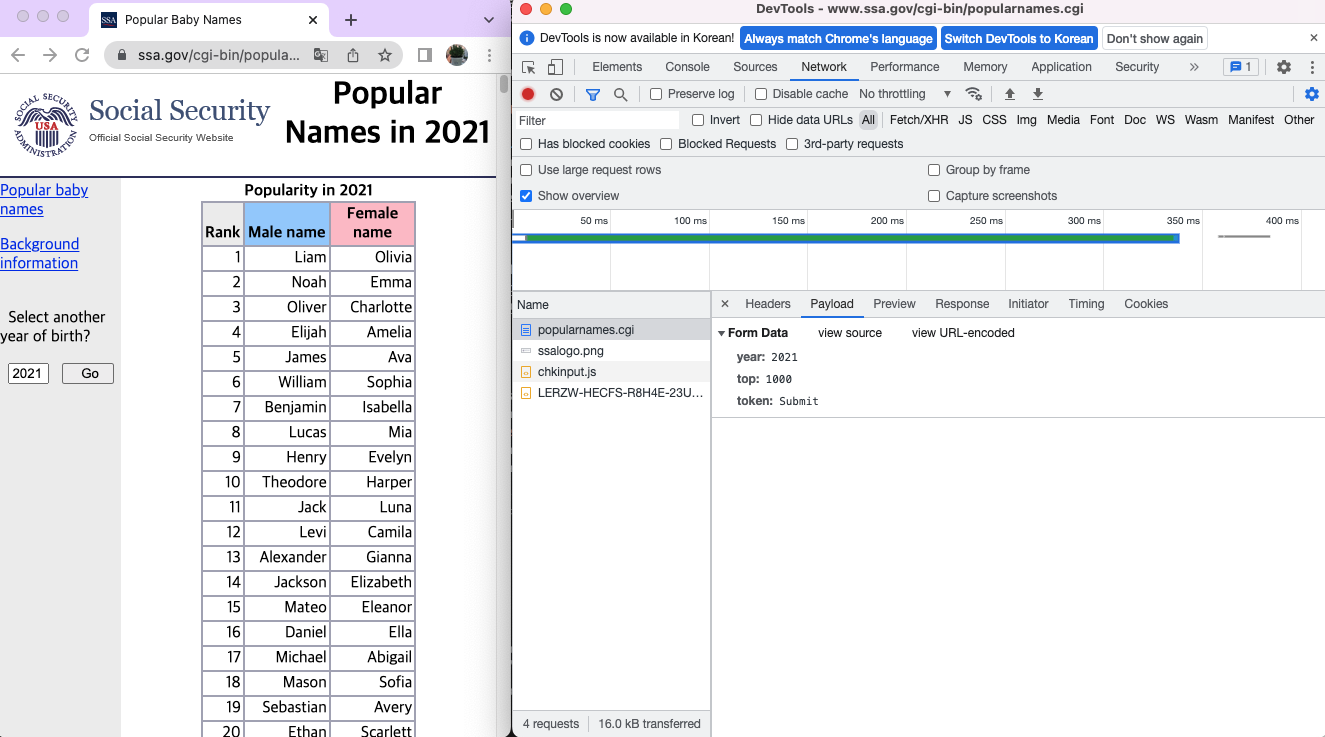 Popular Baby Names
ssa.gov/cgi-bin/popula...
SOCIAL SECURITY ADMINISTRATION
USA
Social Security
Official Social Security Website
Popular
Names in 2021
Popular baby
names
Background
information
Select another
year of birth?
2021 Go
Popularity in 2021
Rank Male name Female name
1 Liam Olivia
2 Noah Emma
3 Oliver Charlotte
4 Elijah Amelia
5 James Ava
6 William Sophia
7 Benjamin Isabella
8 Lucas Mia
9 Henry Evelyn
10 Theodore Harper
11 Jack Luna
12 Levi Camila
13 Alexander Gianna
14 Jackson Elizabeth
15 Mateo Eleanor
16 Daniel Ella
17 Michael Abigail
18 Mason Sofia
19 Sebastian Avery
20 Ethan Scarlett
DevTools - www.ssa.gov/cgi-bin/popularnames.cgi
DevTools is now available in Korean! Always match Chrome's language Switch DevTools to Korean Don't show again
Elements Console Sources Network Performance Memory Application Security 1
Preserve log Disable cache No throttling
Filter Invert Hide data URLs All Fetch/XHR JS CSS Img Media Font Doc WS Wasm Manifest Other
Has blocked cookies Blocked Requests 3rd-party requests
Use large request rows Group by frame
Show overview Capture screenshots
50 ms 100 ms 150 ms 200 ms 250 ms 300 ms 350 ms 400 ms
Name
popularnames.cgi
ssalogo.png
chkinput.js
LERZW-HECFS-R8H4E-23U...
Headers Payload Preview Response Initiator Timing Cookies
Form Data view source view URL-encoded
year: 2021
top: 1000
token: Submit
4 requests 16.0 kB transferred